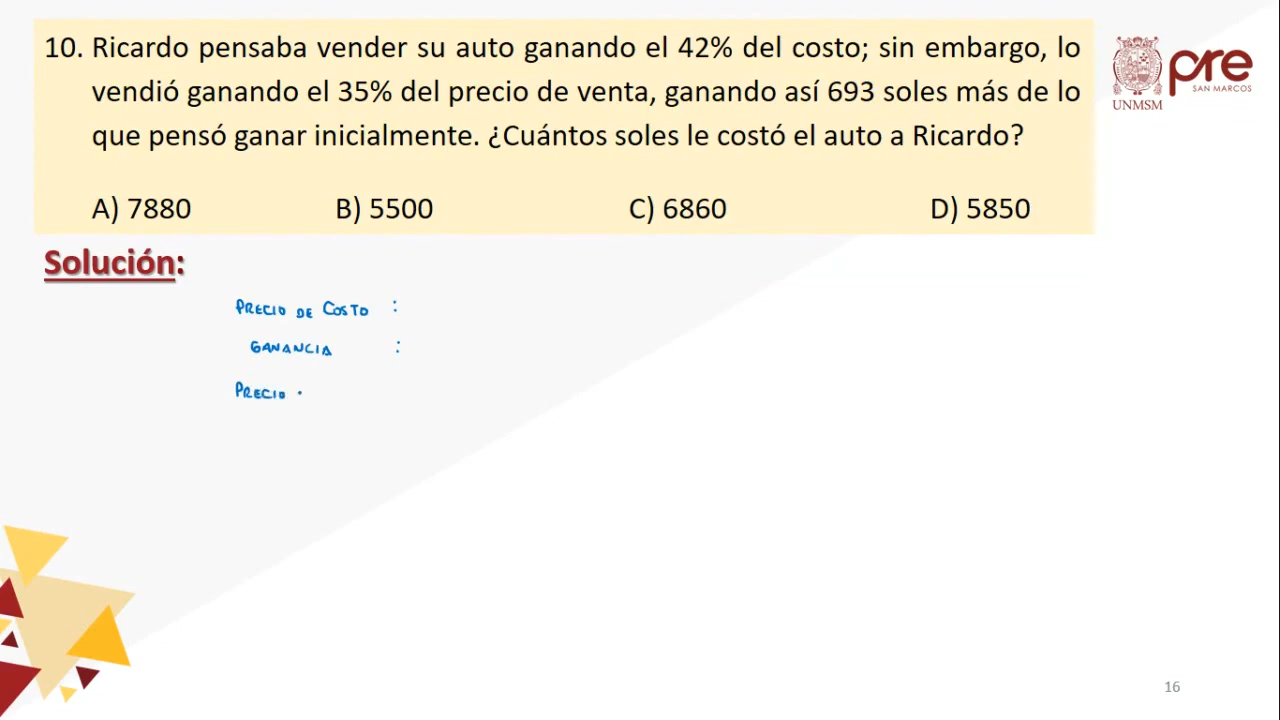 10. Ricardo pensaba vender su auto ganando el 42% del costo; sin embargo, lo
vendió ganando el 35% del precio de venta, ganando así 693 soles más de lo
que pensó ganar inicialmente. ¿Cuántos soles le costó el auto a Ricardo?
A) 7880 B) 5500 C) 6860 D) 5850
UNMSM
pre
SAN MARCOS
Solución:
PRECIO DE COSTO :
GANANCIA :
PRECIO
16